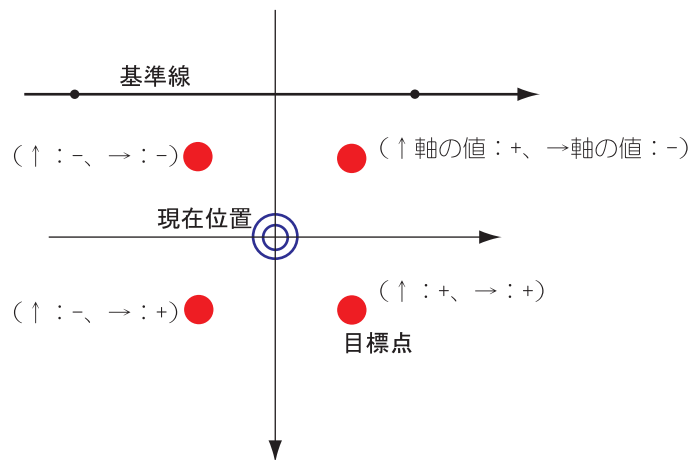 基準線
(↑:-、→:-)
(↑軸の値:+、→軸の値:-)
現在位置
(↑:-、→:+)
(↑:+、→:+)
目標点